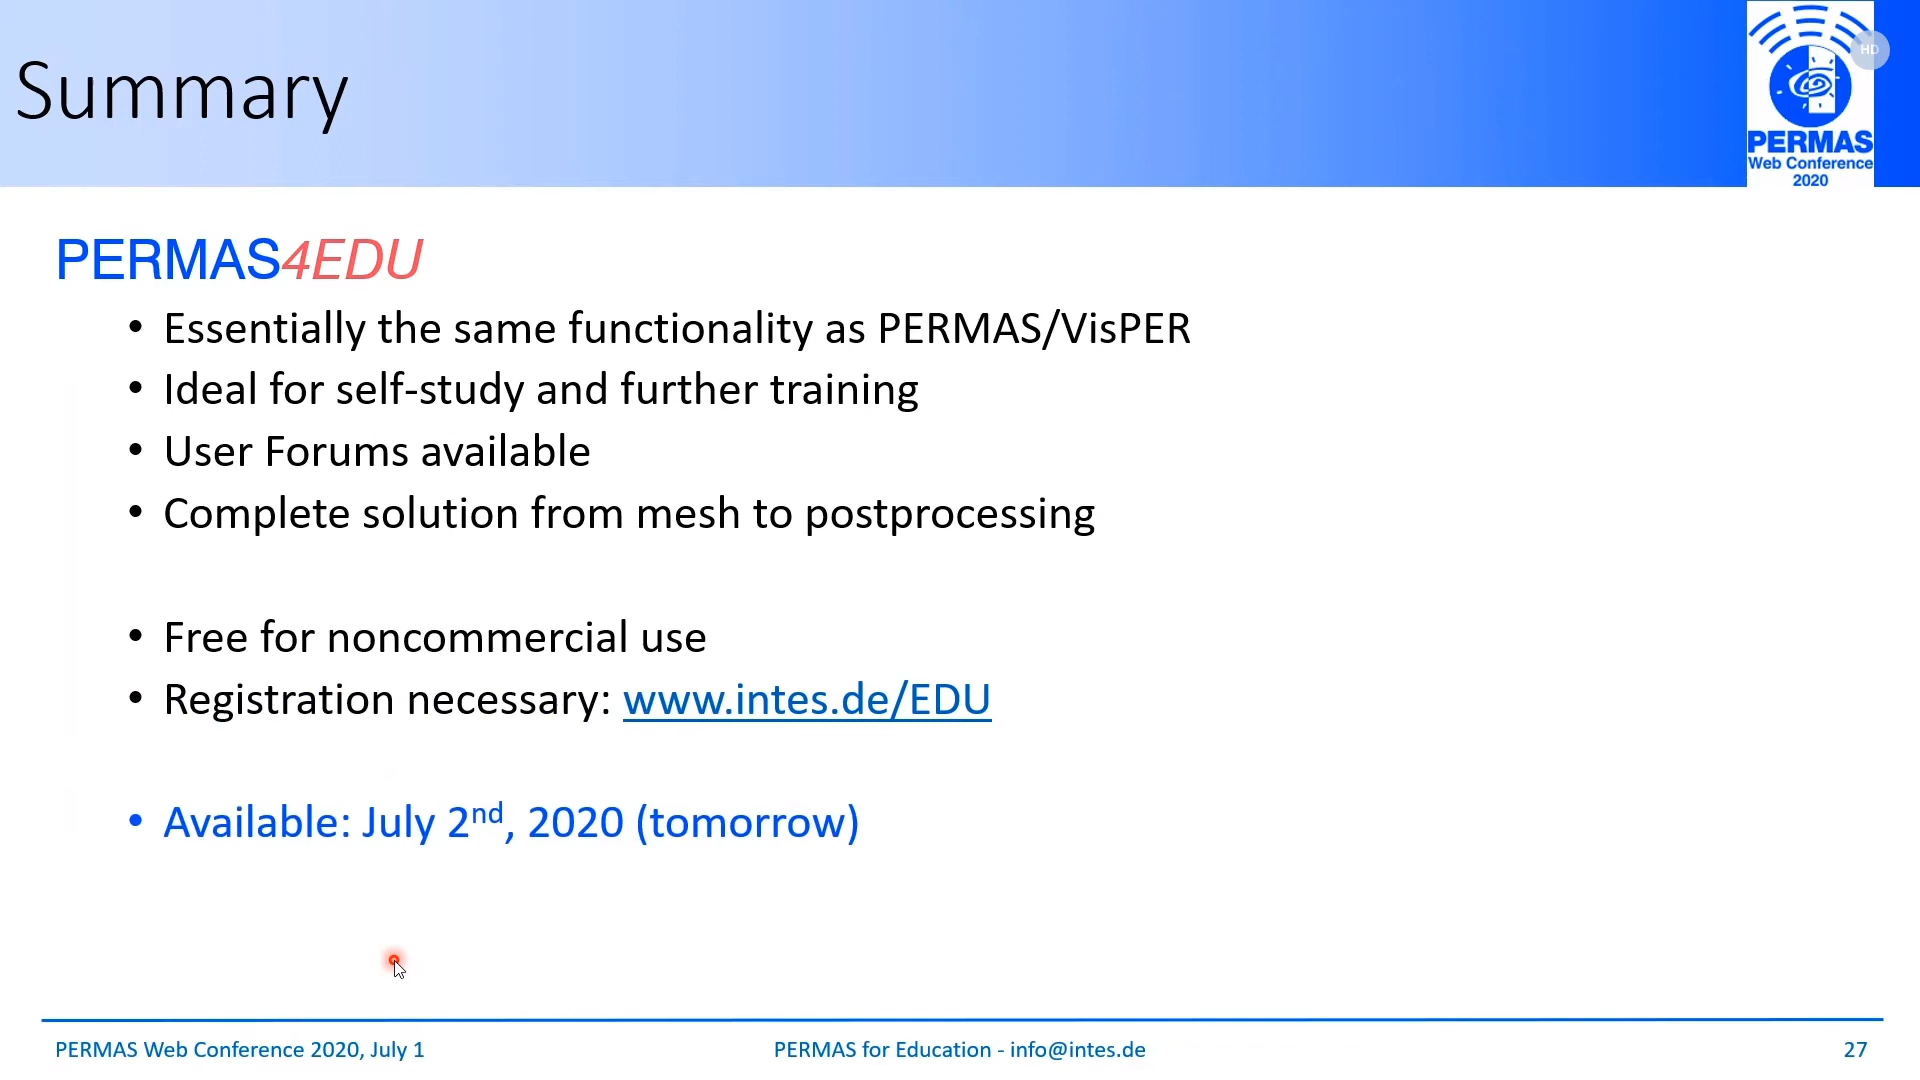 Summary
HD
PERMAS
Web Conference
2020
PERMAS4EDU
• Essentially the same functionality as PERMAS/VisPER
• Ideal for self-study and further training
• User Forums available
• Complete solution from mesh to postprocessing
• Free for noncommercial use
• Registration necessary: www.intes.de/EDU
• Available: July 2nd, 2020 (tomorrow)
PERMAS Web Conference 2020, July 1
PERMAS for Education - info@intes.de
27